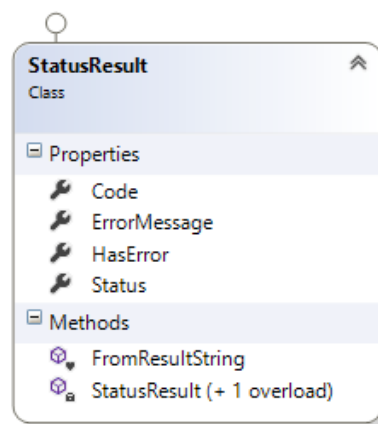 StatusResult
Class
Properties
Code
ErrorMessage
HasError
Status
Methods
FromResultString
StatusResult (+ 1 overload)